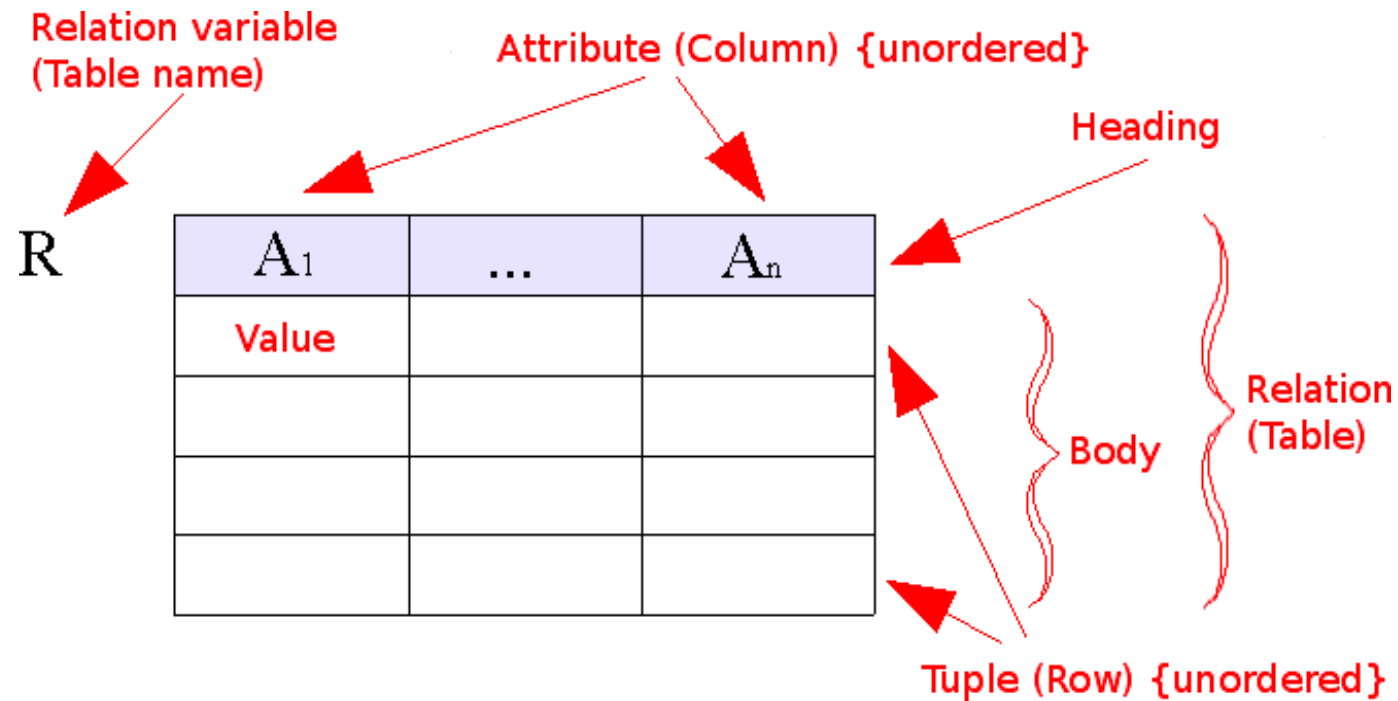 Relation variable
(Table name)
Attribute (Column) {unordered}
Heading
R
A1
...
An
Value
Relation
(Table)
Body
Tuple (Row) {unordered}